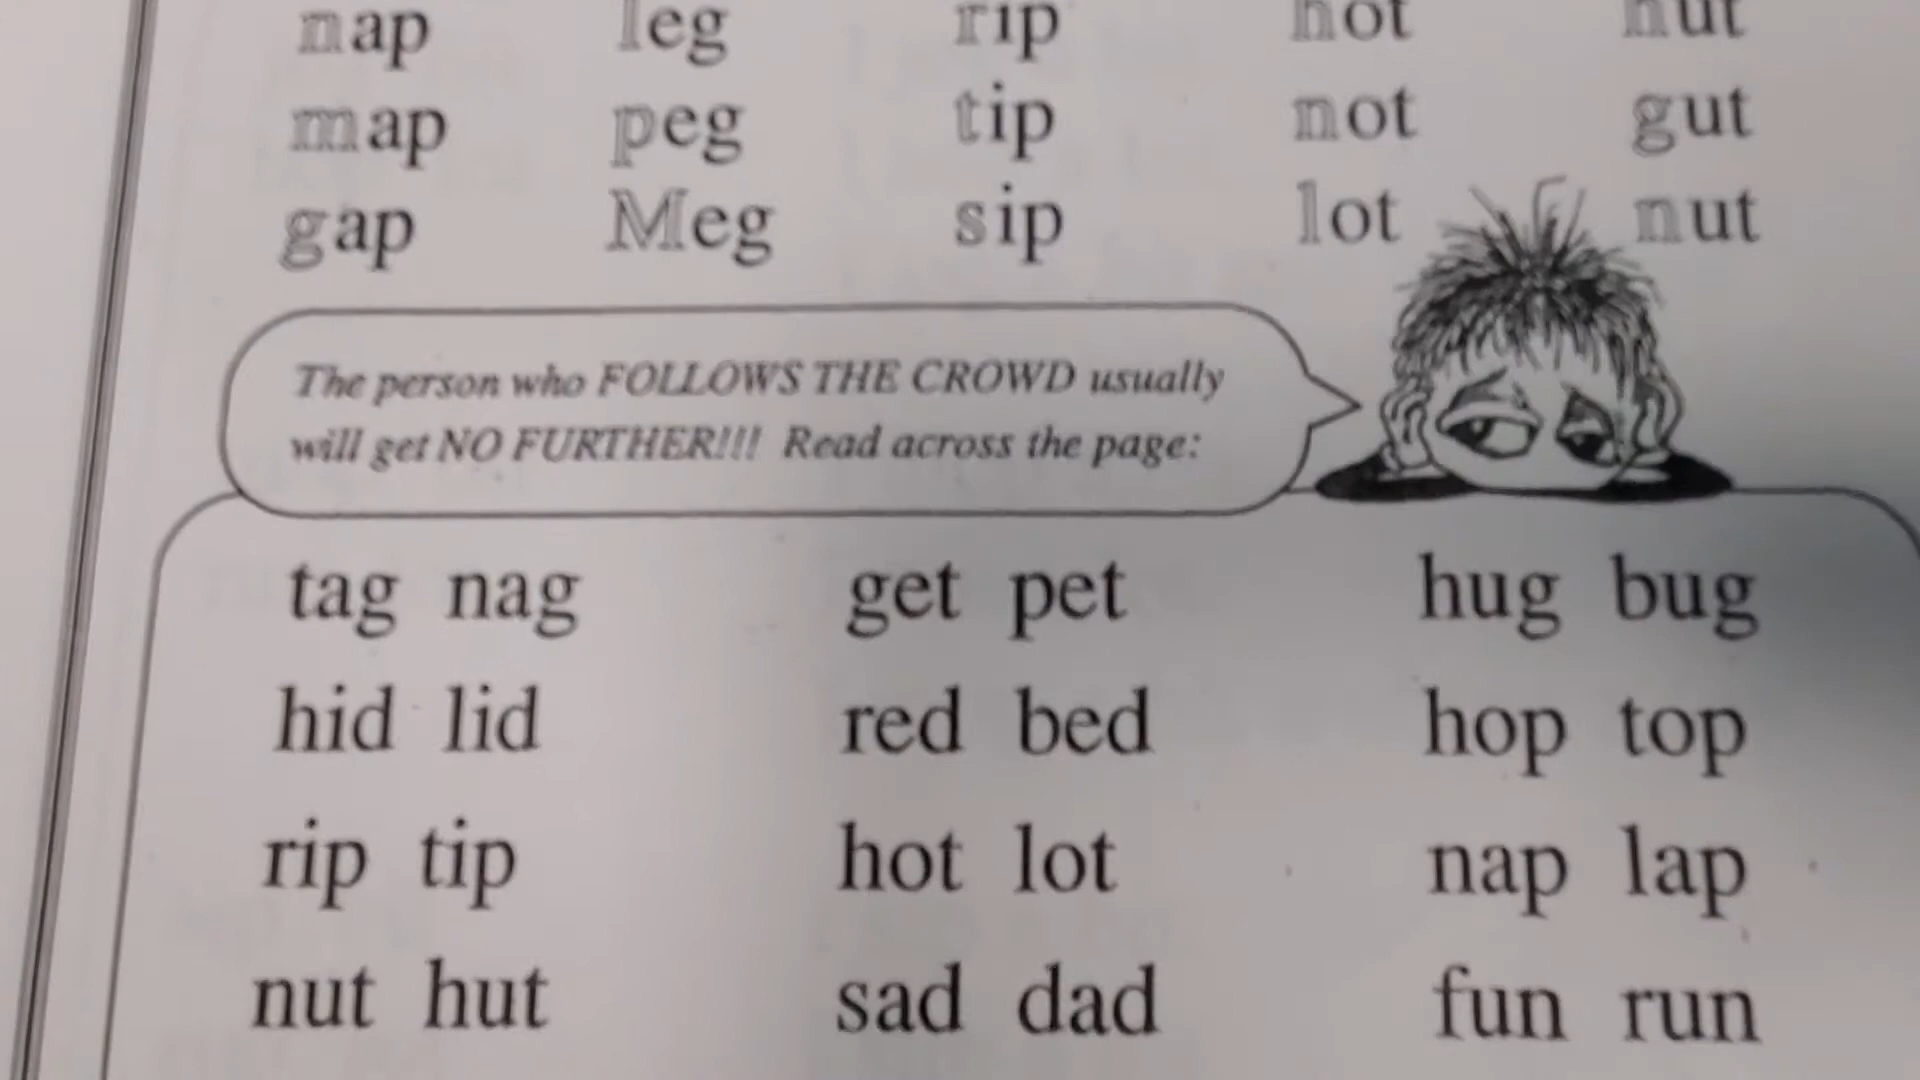 nap leg rip hot hut
map peg tip not gut
gap Meg sip lot nut
The person who FOLLOWS THE CROWD usually
will get NO FURTHER!!! Read across the page:
tag nag get pet hug bug
hid lid red bed hop top
rip tip hot lot nap lap
nut hut sad dad fun run